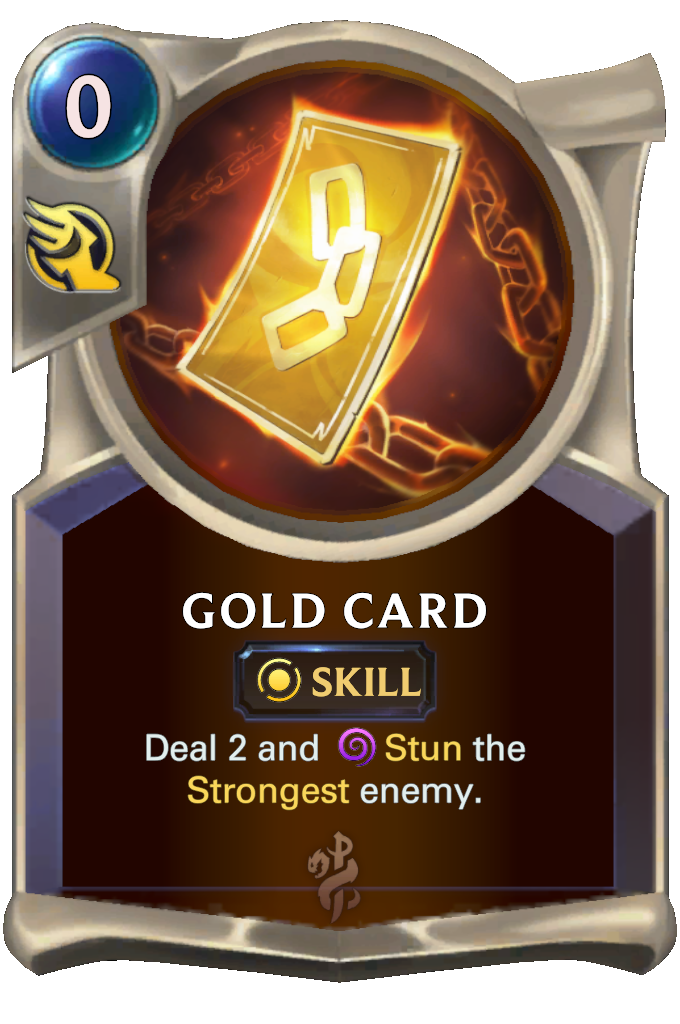 0
GOLD CARD
SKILL
Deal 2 and Stun the
Strongest enemy.